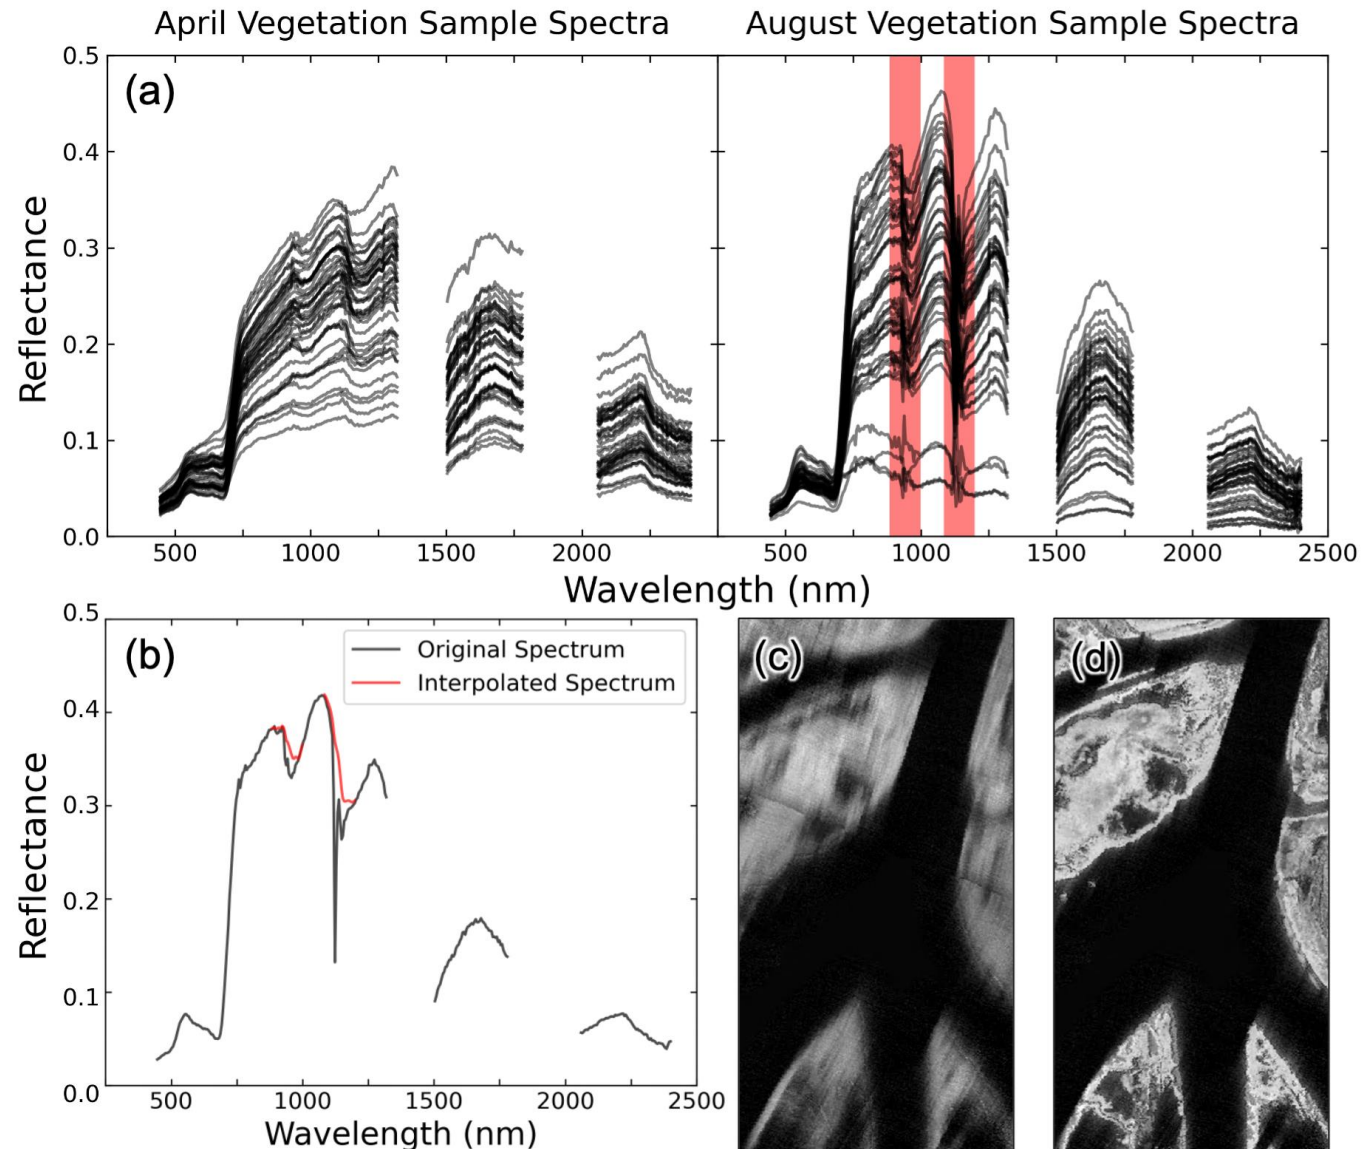 April Vegetation Sample Spectra
August Vegetation Sample Spectra
(a)
Reflectance
0.5
0.4
0.3
0.2
0.1
0.0
500 1000 1500 2000
500 1000 1500 2000 2500
Wavelength (nm)
(b)
Original Spectrum
Interpolated Spectrum
Reflectance
0.5
0.4
0.3
0.2
0.1
0.0
500 1000 1500 2000 2500
Wavelength (nm)
(c)
(d)